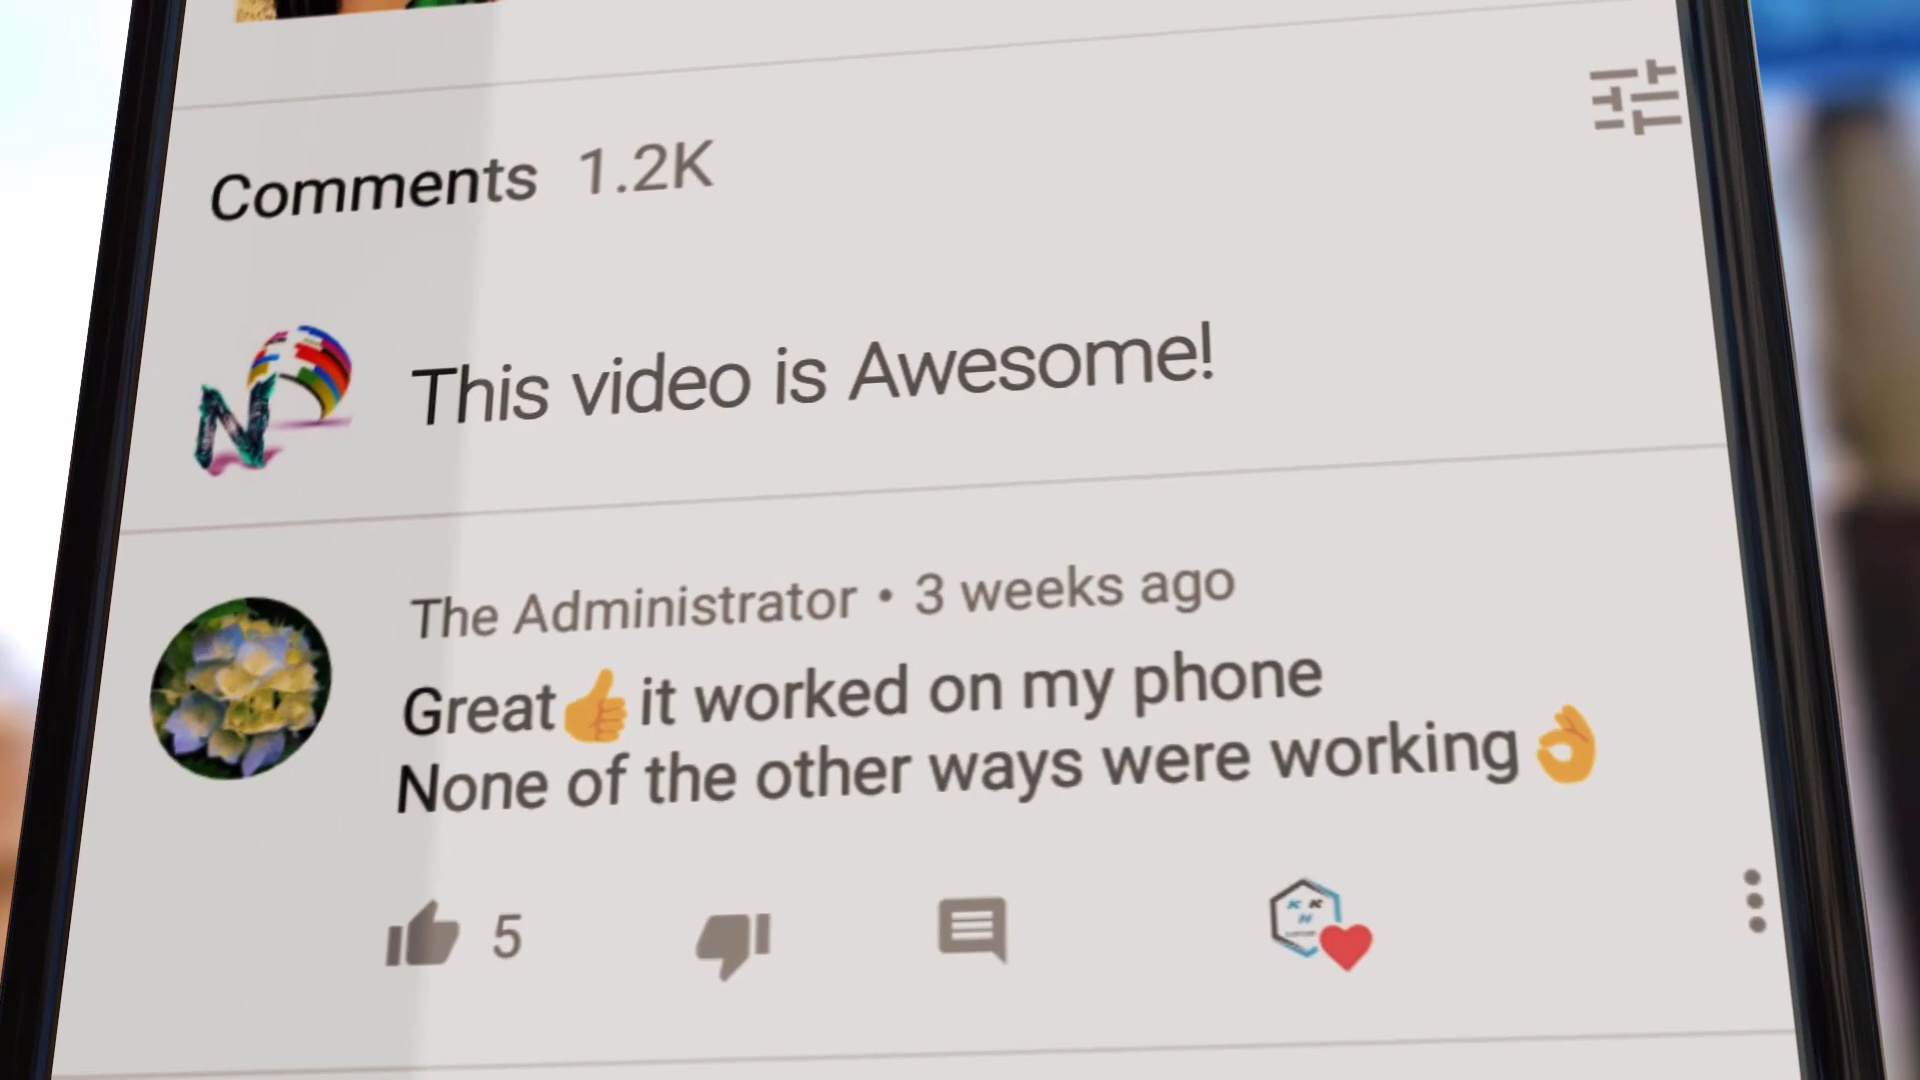 Comments 1.2K
This video is Awesome!
The Administrator • 3 weeks ago
Great👍it worked on my phone
None of the other ways were working👌
5
K K
H